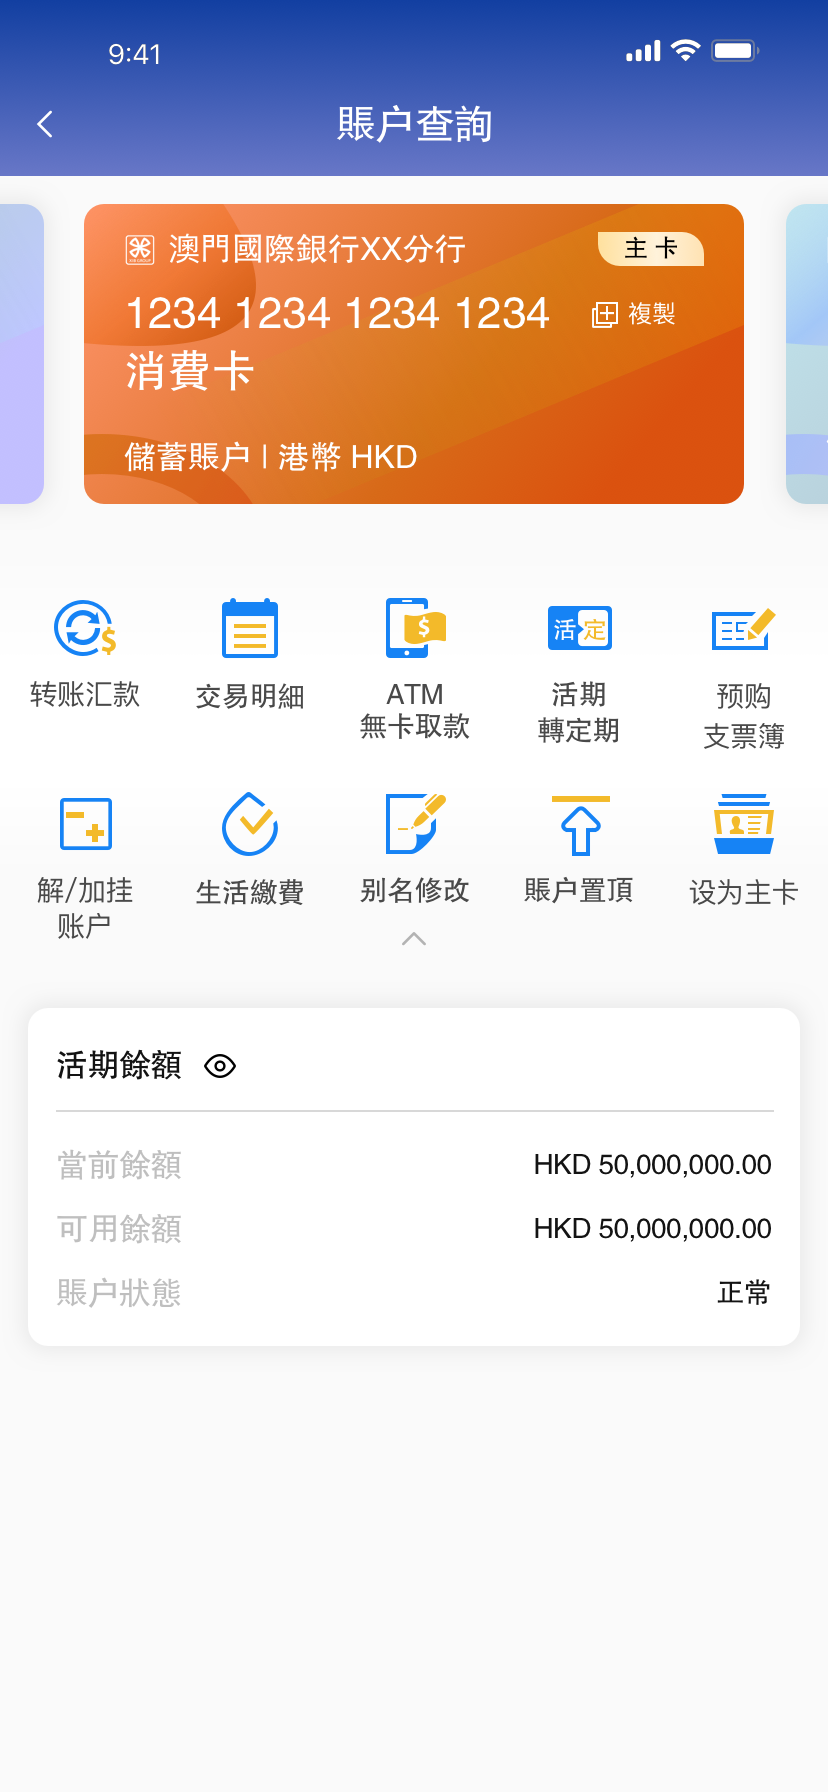 9:41
賬户查詢
澳門國際銀行XX分行
主 卡
1234 1234 1234 1234
複製
消費卡
儲蓄賬户 | 港幣 HKD
活 定
转账汇款
交易明細
ATM
無卡取款
活期
轉定期
预购
支票簿
解/加挂
账户
生活繳費
别名修改
賬户置頂
设为主卡
活期餘額
當前餘額
HKD 50,000,000.00
可用餘額
HKD 50,000,000.00
賬户狀態
正常